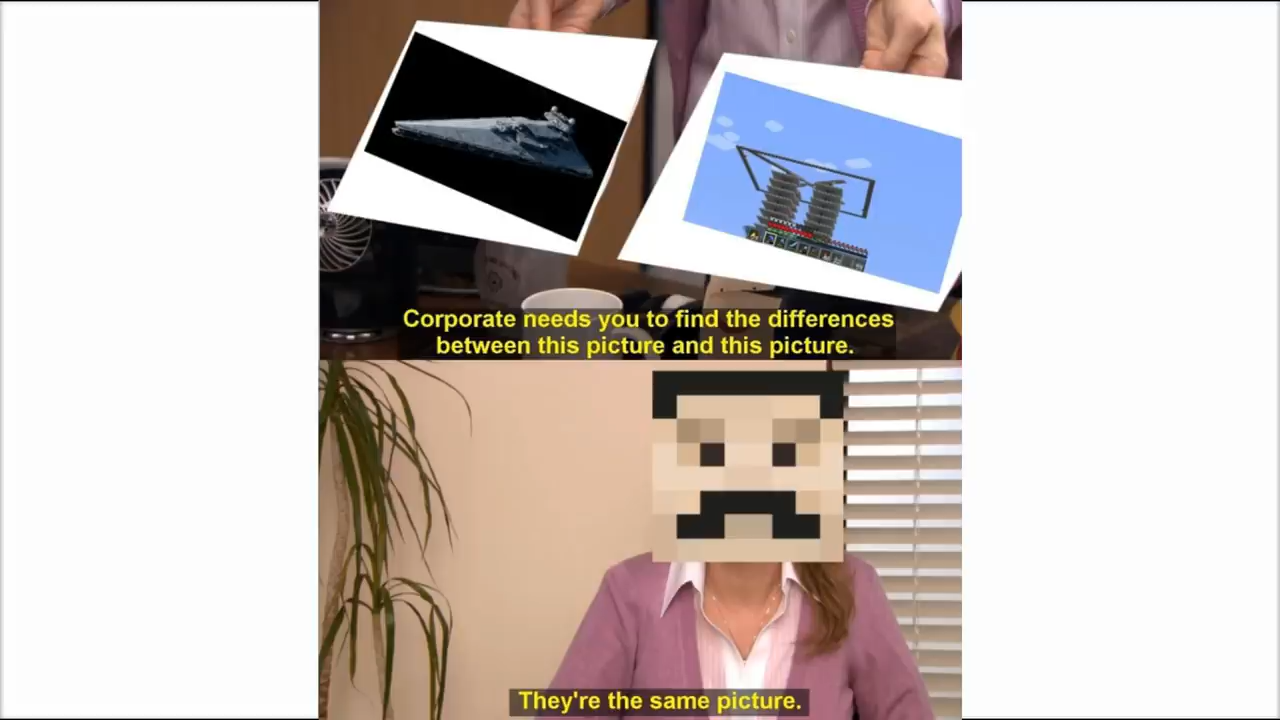 Corporate needs you to find the differences
between this picture and this picture.
They're the same picture.